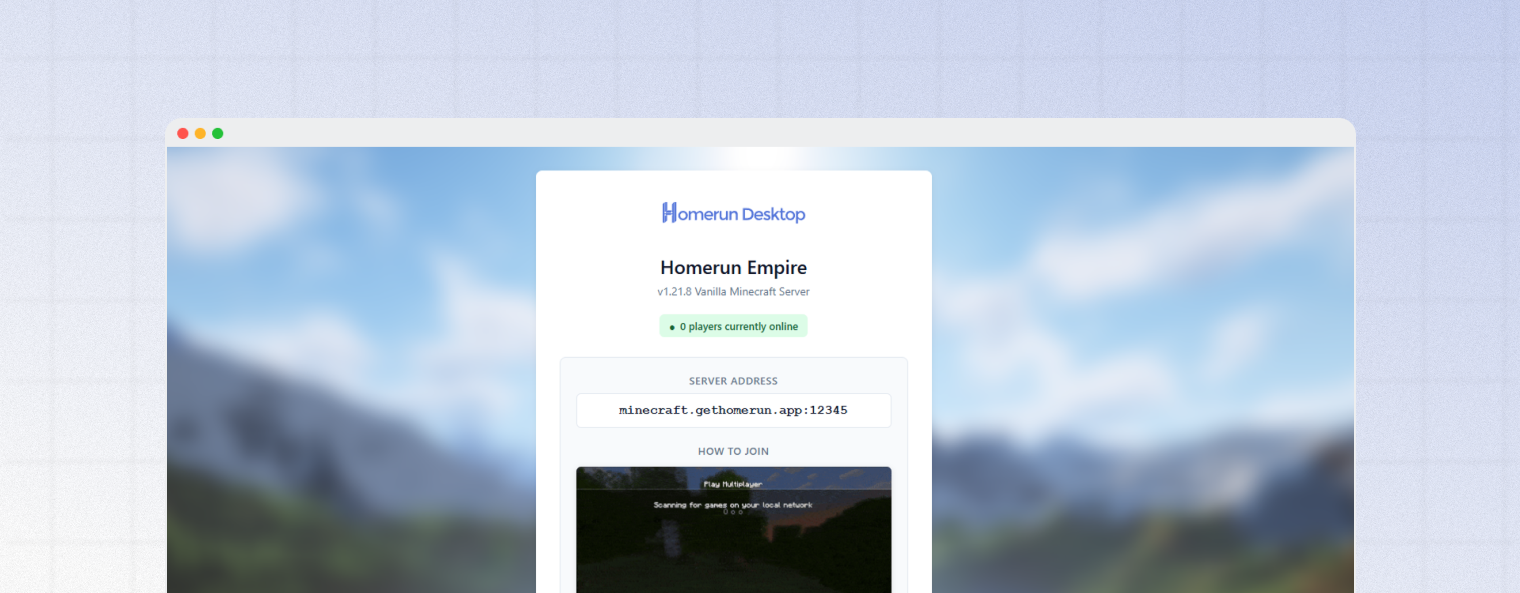 Homerun Desktop
Homerun Empire
v1.21.8 Vanilla Minecraft Server
● 0 players currently online
SERVER ADDRESS
minecraft.gethomerun.app:12345
HOW TO JOIN
Play Multiplayer
Scanning for games on your local network